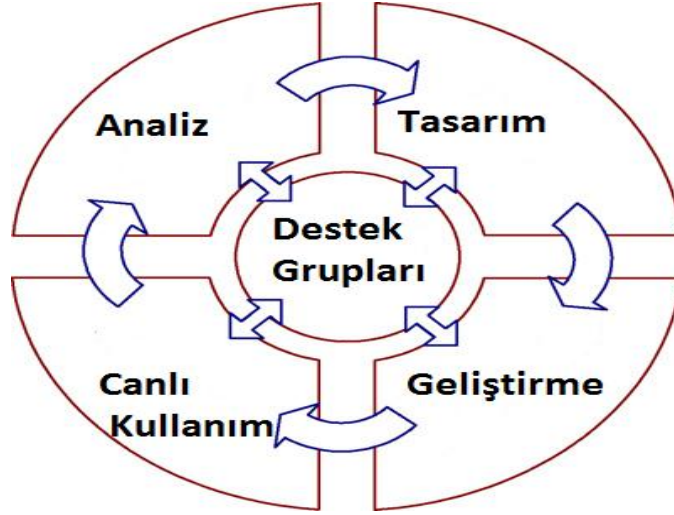 Analiz
Tasarım
Destek
Grupları
Canlı
Kullanım
Geliştirme